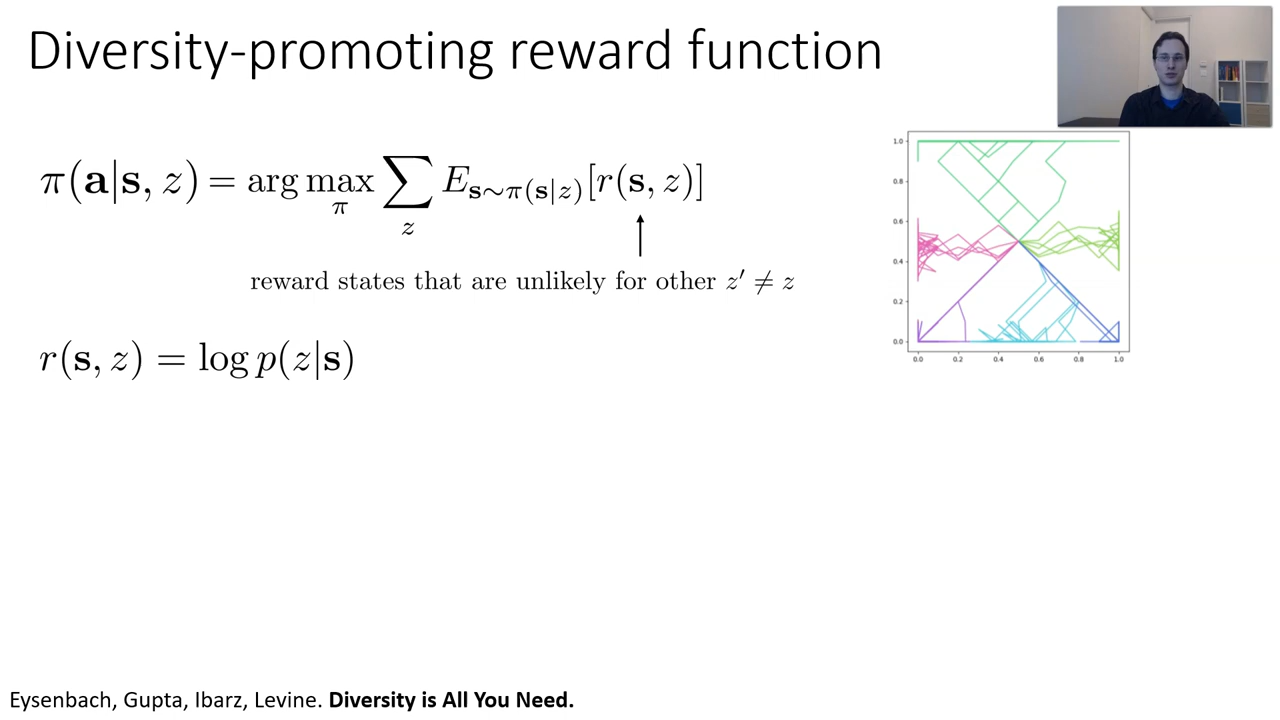 Diversity-promoting reward function
π(a|s, z) = arg max_π ∑_z E_{s∼π(s|z)}[r(s, z)]
reward states that are unlikely for other z′ ≠ z
r(s, z) = log p(z|s)
1.0
0.8
0.6
0.4
0.2
0.0
0.0 0.2 0.4 0.6 0.8 1.0
Eysenbach, Gupta, Ibarz, Levine. Diversity is All You Need.